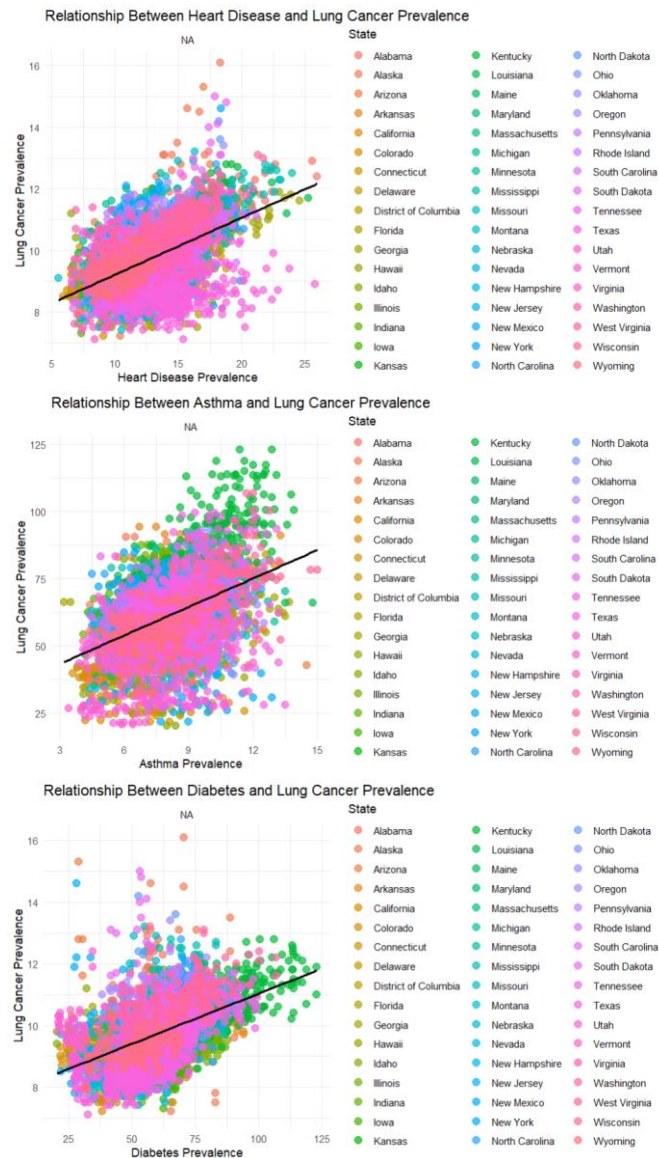 Relationship Between Heart Disease and Lung Cancer Prevalence
NA
State
16
14
12
10
8
Lung Cancer Prevalence
5 10 15 20 25
Heart Disease Prevalence
Alabama Kentucky North Dakota
Alaska Louisiana Ohio
Arizona Maine Oklahoma
Arkansas Maryland Oregon
California Massachusetts Pennsylvania
Colorado Michigan Rhode Island
Connecticut Minnesota South Carolina
Delaware Mississippi South Dakota
District of Columbia Missouri Tennessee
Florida Montana Texas
Georgia Nebraska Utah
Hawaii Nevada Vermont
Idaho New Hampshire Virginia
Illinois New Jersey Washington
Indiana New Mexico West Virginia
Iowa New York Wisconsin
Kansas North Carolina Wyoming
Relationship Between Asthma and Lung Cancer Prevalence
NA
State
125
100
75
50
25
Lung Cancer Prevalence
3 6 9 12 15
Asthma Prevalence
Alabama Kentucky North Dakota
Alaska Louisiana Ohio
Arizona Maine Oklahoma
Arkansas Maryland Oregon
California Massachusetts Pennsylvania
Colorado Michigan Rhode Island
Connecticut Minnesota South Carolina
Delaware Mississippi South Dakota
District of Columbia Missouri Tennessee
Florida Montana Texas
Georgia Nebraska Utah
Hawaii Nevada Vermont
Idaho New Hampshire Virginia
Illinois New Jersey Washington
Indiana New Mexico West Virginia
Iowa New York Wisconsin
Kansas North Carolina Wyoming
Relationship Between Diabetes and Lung Cancer Prevalence
NA
State
16
14
12
10
8
Lung Cancer Prevalence
25 50 75 100 125
Diabetes Prevalence
Alabama Kentucky North Dakota
Alaska Louisiana Ohio
Arizona Maine Oklahoma
Arkansas Maryland Oregon
California Massachusetts Pennsylvania
Colorado Michigan Rhode Island
Connecticut Minnesota South Carolina
Delaware Mississippi South Dakota
District of Columbia Missouri Tennessee
Florida Montana Texas
Georgia Nebraska Utah
Hawaii Nevada Vermont
Idaho New Hampshire Virginia
Illinois New Jersey Washington
Indiana New Mexico West Virginia
Iowa New York Wisconsin
Kansas North Carolina Wyoming